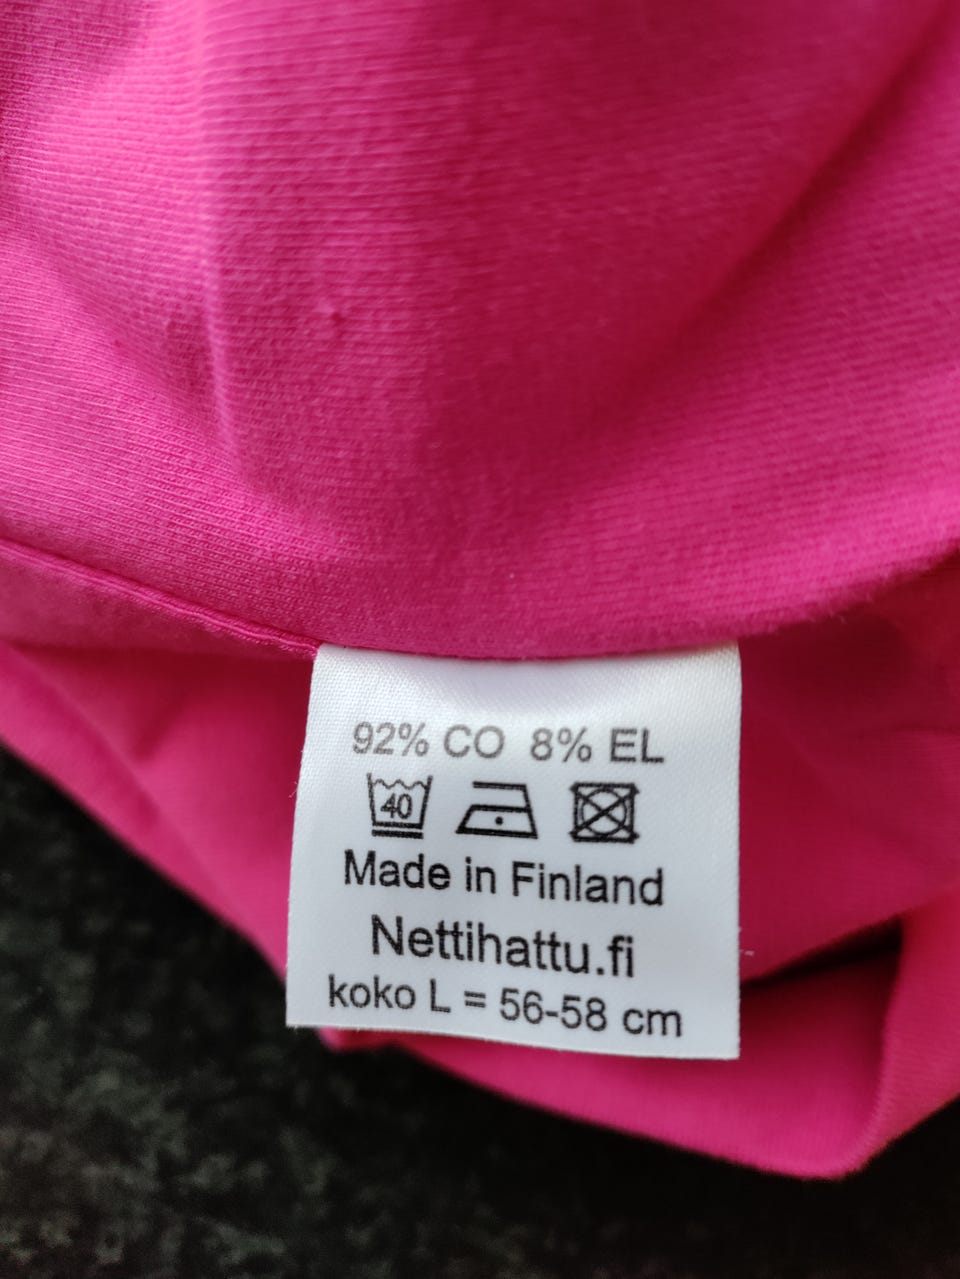 92% CO 8% EL
40
Made in Finland
Nettihattu.fi
koko L = 56-58 cm